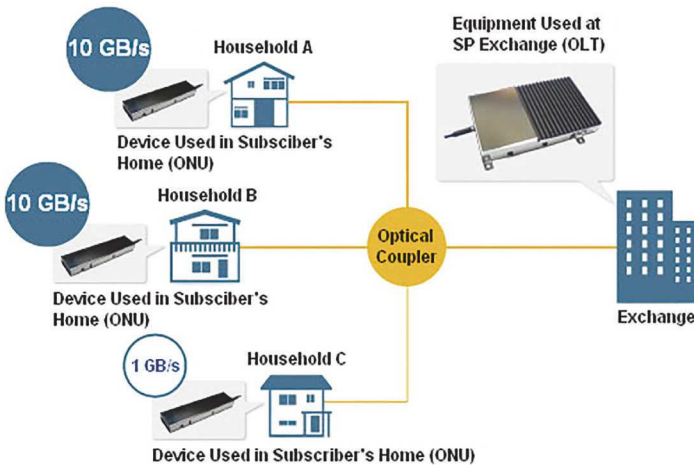 10 GB/s
Household A
Device Used in Subsciber's
Home (ONU)
Equipment Used at
SP Exchange (OLT)
10 GB/s
Household B
Device Used in Subsciber's
Home (ONU)
Optical
Coupler
Exchange
1 GB/s
Household C
Device Used in Subscriber's Home (ONU)